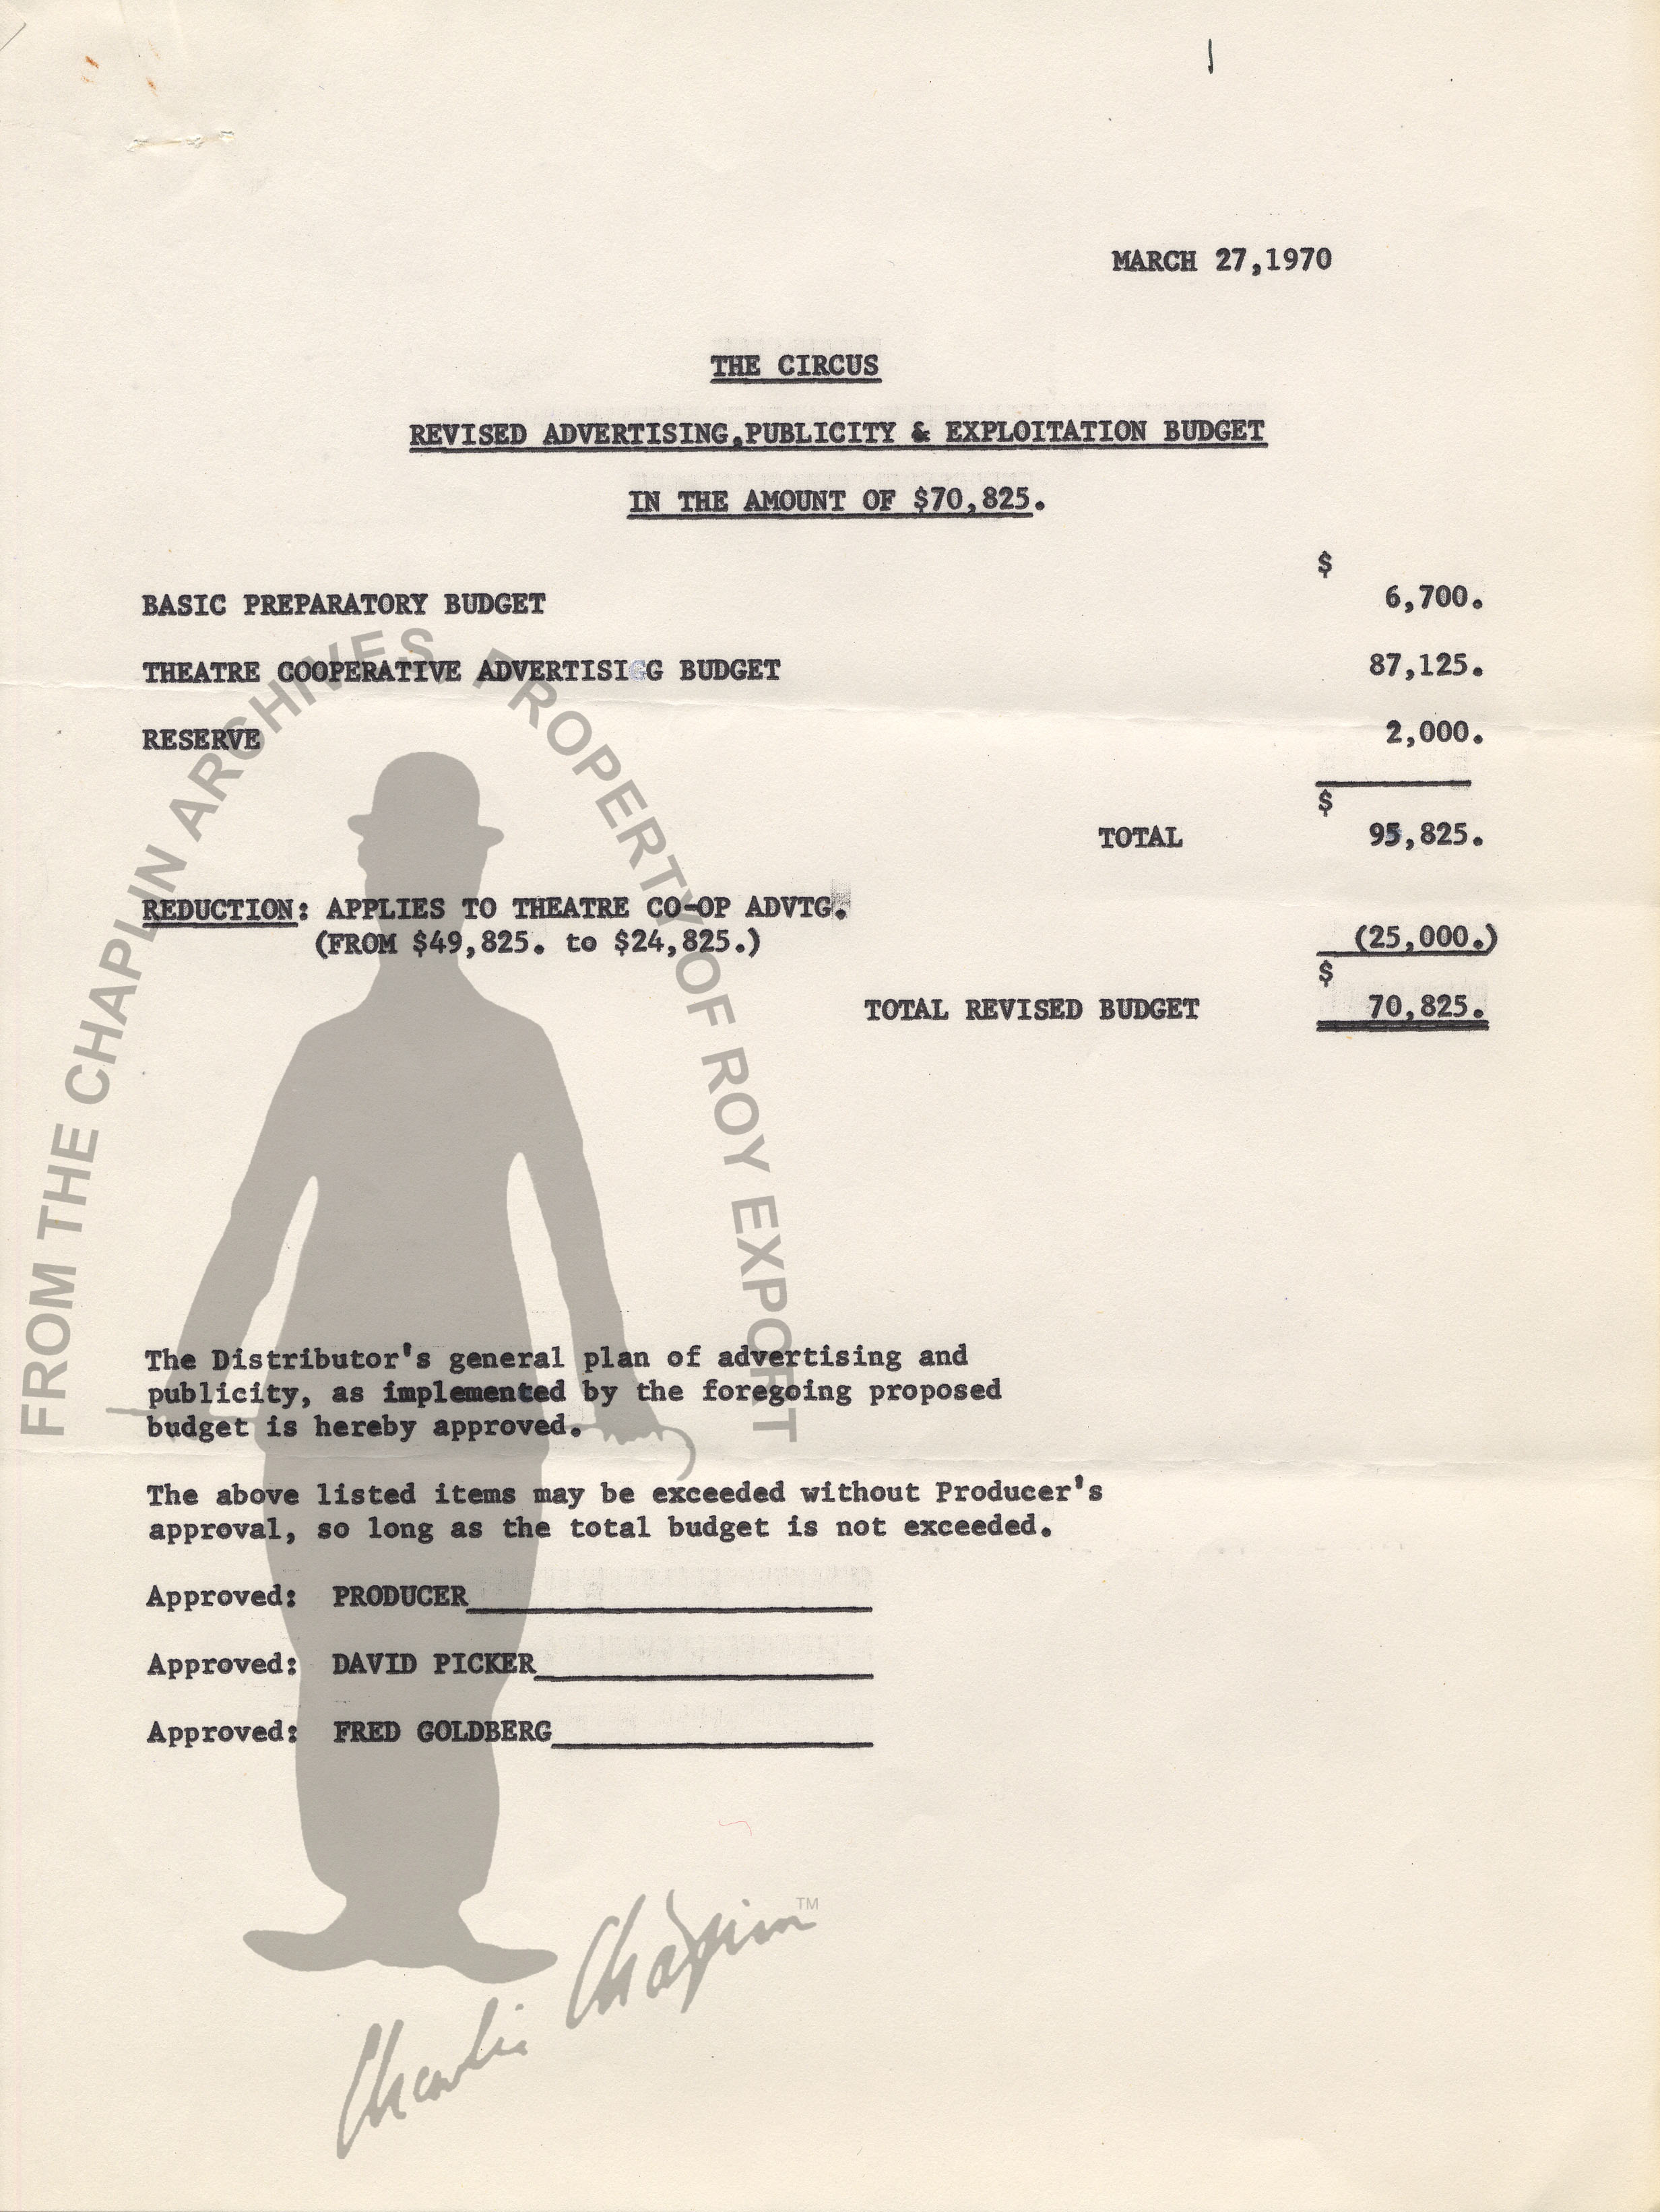 MARCH 27,1970
THE CIRCUS
REVISED ADVERTISING,PUBLICITY & EXPLOITATION BUDGET
IN THE AMOUNT OF $70,825.
$
BASIC PREPARATORY BUDGET 6,700.
THEATRE COOPERATIVE ADVERTISI G BUDGET 87,125.
RESERVE 2,000.
$
TOTAL 95,825.
REDUCTION: APPLIES TO THEATRE CO-OP ADVTG.
(FROM $49,825. to $24,825.) (25,000.)
$
TOTAL REVISED BUDGET 70,825.
The Distributor's general plan of advertising and
publicity, as implemented by the foregoing proposed
budget is hereby approved.
The above listed items may be exceeded without Producer's
approval, so long as the total budget is not exceeded.
Approved: PRODUCER
Approved: DAVID PICKER
Approved: FRED GOLDBERG
FROM THE CHAPLIN ARCHIVES PROPERTY OF ROY EXPORT
Charlie Chaplin TM